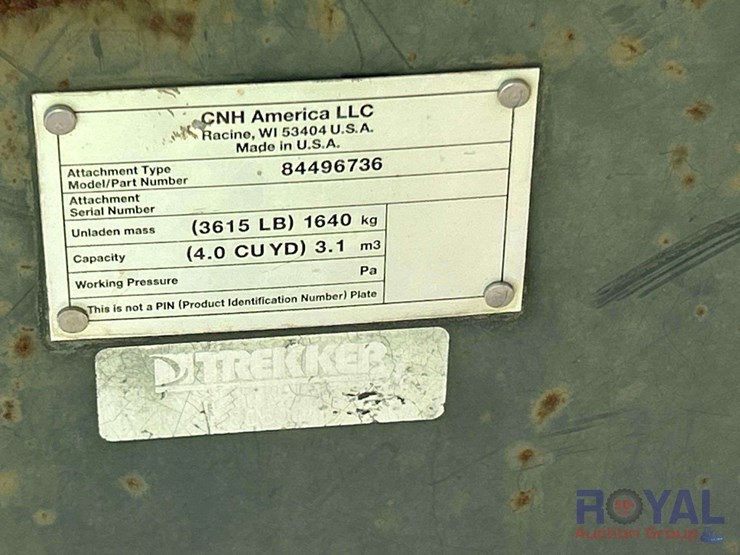 CNH America LLC
Racine, WI 53404 U.S.A.
Made in U.S.A.
Attachment Type
Model/Part Number
84496736
Attachment
Serial Number
Unladen mass (3615 LB) 1640 kg
Capacity (4.0 CU YD) 3.1 m3
Working Pressure Pa
This is not a PIN (Product Identification Number) Plate
TREKKER
ROYAL
Auction Group